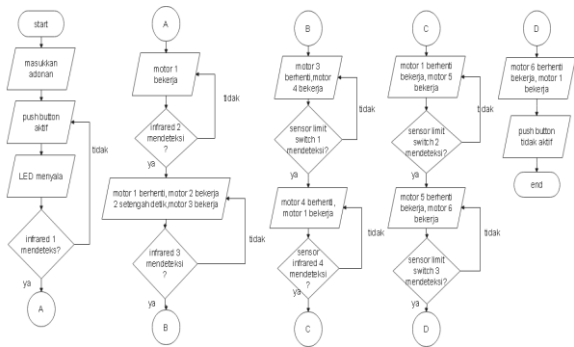 start
masukkan
adonan
push button
aktif
LED menyala
infrared 1
mendeteks?
tidak
ya
A
A
motor 1
bekerja
infrared 2
mendeteksi
?
tidak
ya
motor 1 berhenti, motor 2 bekerja
2 setengah detik,motor 3 bekerja
infrared 3
mendeteksi
?
tidak
ya
B
B
motor 3
berhenti,motor
4 bekerja
sensor limit
switch 1
mendeteksi?
tidak
ya
motor 4 berhenti,
motor 1 bekerja
sensor
infrared 4
mendeteksi
?
tidak
ya
C
C
motor 1 berhenti
bekerja, motor 5
bekerja
sensor limit
switch 2
mendeteksi?
tidak
ya
motor 5 berhenti
bekerja, motor 6
bekerja
sensor limit
switch 3
mendeteksi?
tidak
ya
D
D
motor 6 berhenti
bekerja, motor 1
bekerja
push button
tidak aktif
end